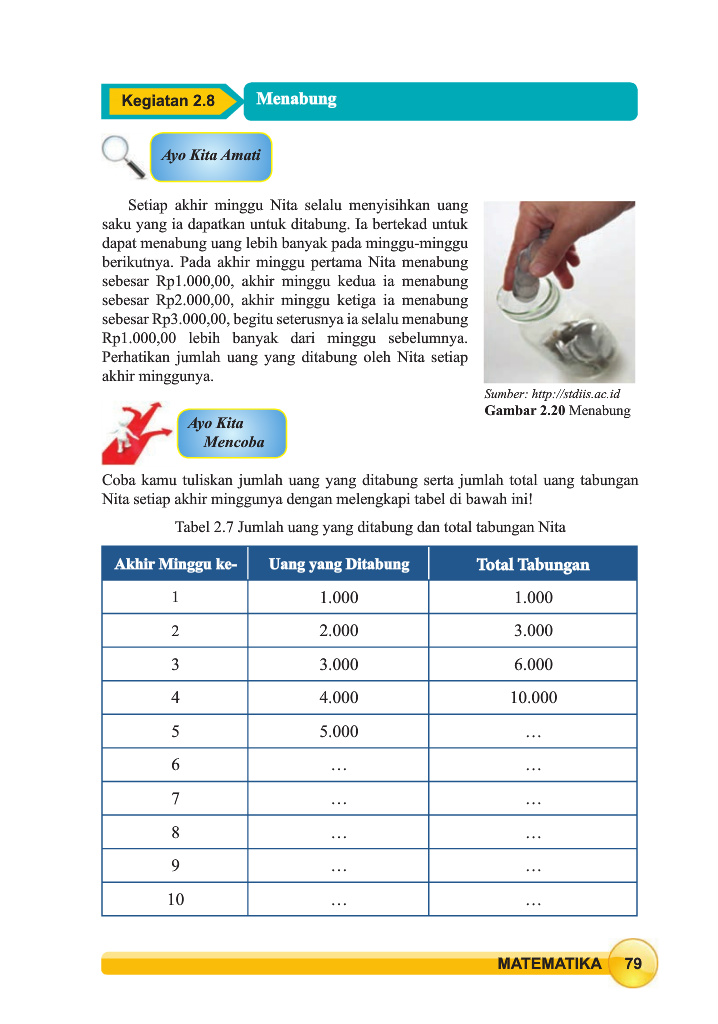 Kegiatan 2.8
Menabung
Ayo Kita Amati
Setiap akhir minggu Nita selalu menyisihkan uang
saku yang ia dapatkan untuk ditabung. Ia bertekad untuk
dapat menabung uang lebih banyak pada minggu-minggu
berikutnya. Pada akhir minggu pertama Nita menabung
sebesar Rp1.000,00, akhir minggu kedua ia menabung
sebesar Rp2.000,00, akhir minggu ketiga ia menabung
sebesar Rp3.000,00, begitu seterusnya ia selalu menabung
Rp1.000,00 lebih banyak dari minggu sebelumnya.
Perhatikan jumlah uang yang ditabung oleh Nita setiap
akhir minggunya.
Sumber: http://stdiis.ac.id
Gambar 2.20 Menabung
Ayo Kita
Mencoba
Coba kamu tuliskan jumlah uang yang ditabung serta jumlah total uang tabungan
Nita setiap akhir minggunya dengan melengkapi tabel di bawah ini!
Tabel 2.7 Jumlah uang yang ditabung dan total tabungan Nita
Akhir Minggu ke- Uang yang Ditabung Total Tabungan
1 1.000 1.000
2 2.000 3.000
3 3.000 6.000
4 4.000 10.000
5 5.000 …
6 … …
7 … …
8 … …
9 … …
10 … …
MATEMATIKA 79